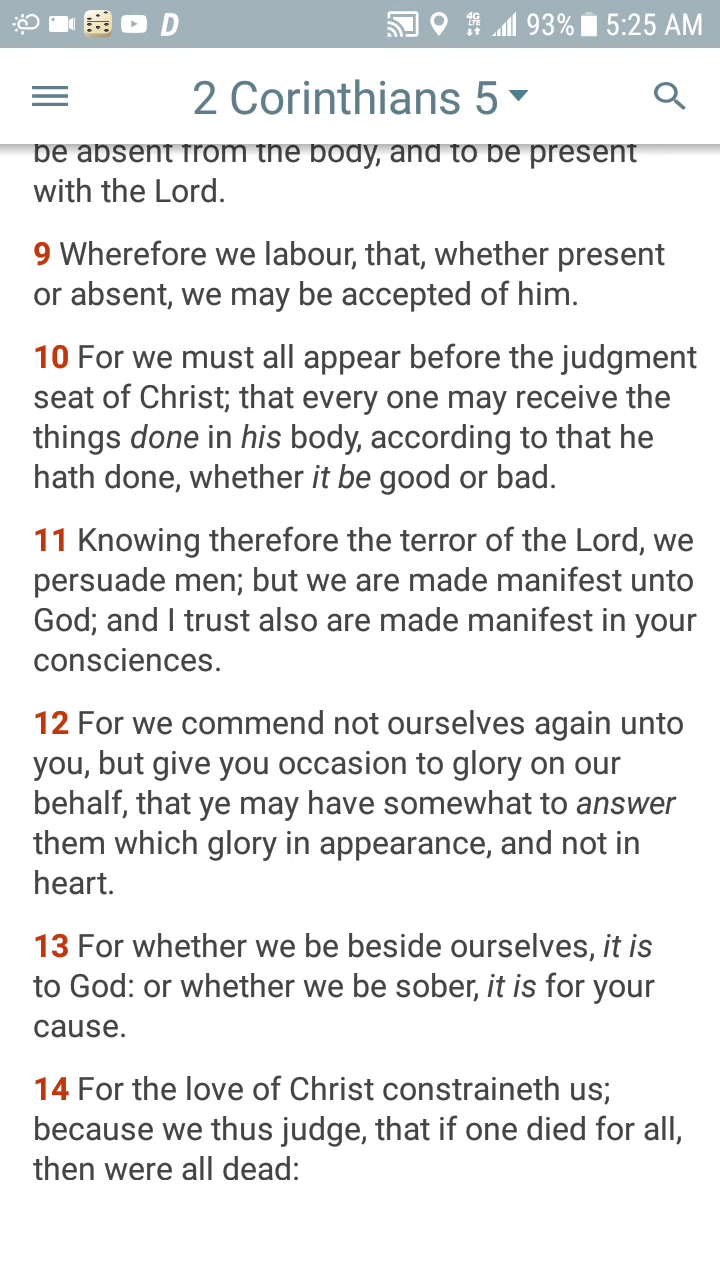 D 4G LTE 93% 5:25 AM
2 Corinthians 5
be absent from the body, and to be present
with the Lord.
9 Wherefore we labour, that, whether present
or absent, we may be accepted of him.
10 For we must all appear before the judgment
seat of Christ; that every one may receive the
things done in his body, according to that he
hath done, whether it be good or bad.
11 Knowing therefore the terror of the Lord, we
persuade men; but we are made manifest unto
God; and I trust also are made manifest in your
consciences.
12 For we commend not ourselves again unto
you, but give you occasion to glory on our
behalf, that ye may have somewhat to answer
them which glory in appearance, and not in
heart.
13 For whether we be beside ourselves, it is
to God: or whether we be sober, it is for your
cause.
14 For the love of Christ constraineth us;
because we thus judge, that if one died for all,
then were all dead: